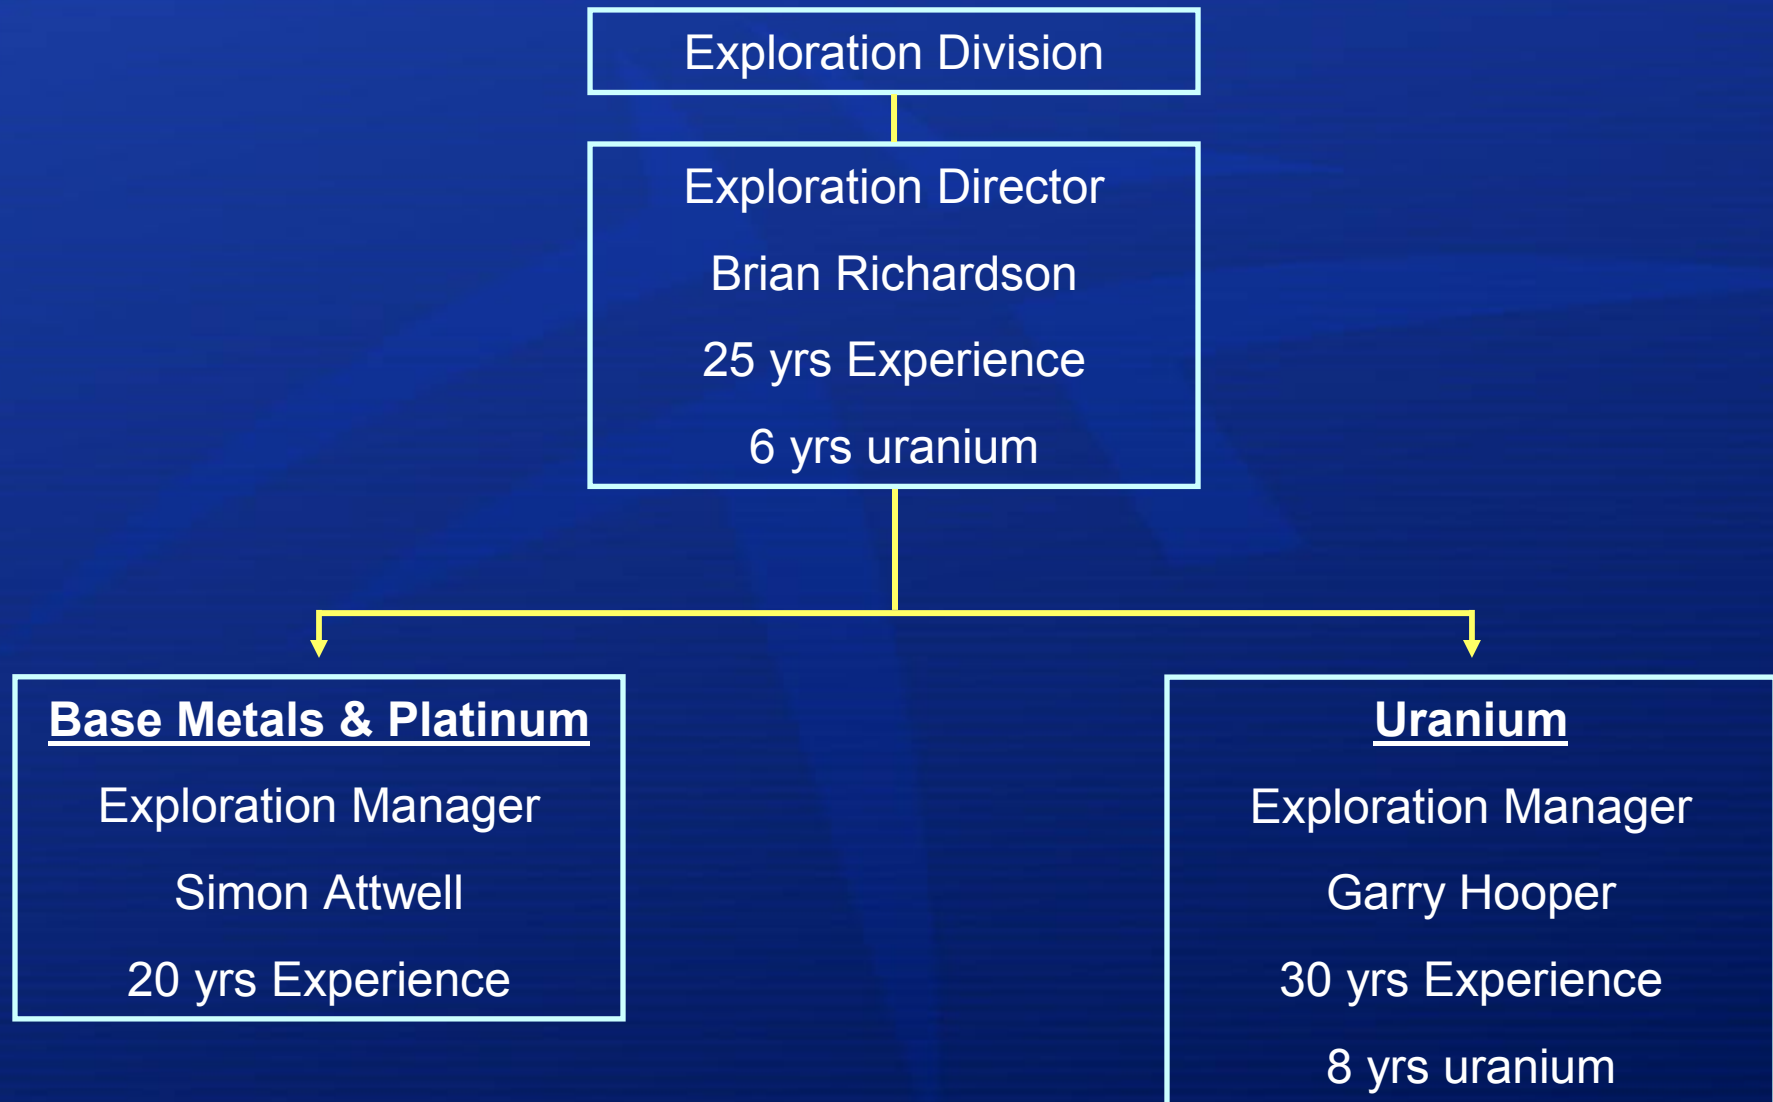 Exploration Division
Exploration Director
Brian Richardson
25 yrs Experience
6 yrs uranium
Base Metals & Platinum
Exploration Manager
Simon Attwell
20 yrs Experience
Uranium
Exploration Manager
Garry Hooper
30 yrs Experience
8 yrs uranium